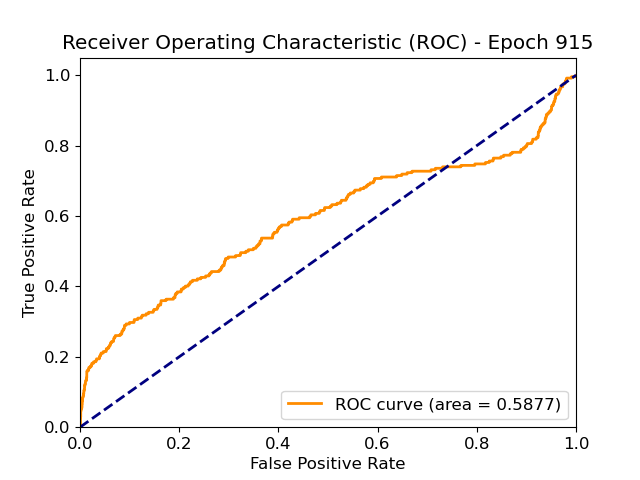 Receiver Operating Characteristic (ROC) - Epoch 915
True Positive Rate
1.0
0.8
0.6
0.4
0.2
0.0
ROC curve (area = 0.5877)
0.0 0.2 0.4 0.6 0.8 1.0
False Positive Rate